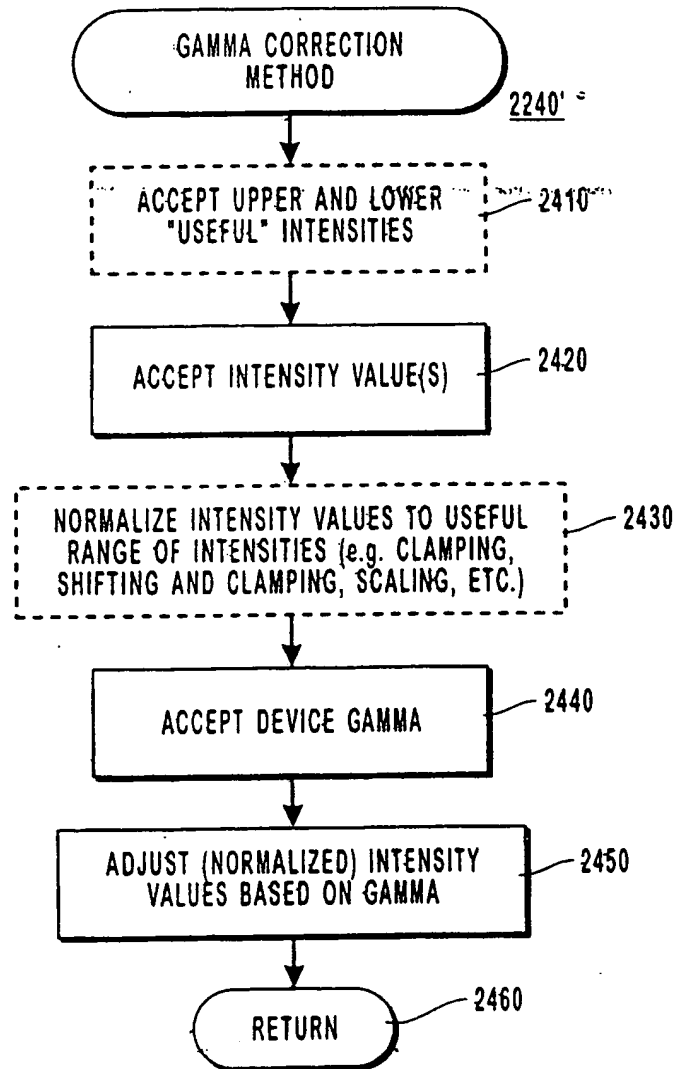 GAMMA CORRECTION
METHOD
2240'
ACCEPT UPPER AND LOWER
"USEFUL" INTENSITIES
2410
ACCEPT INTENSITY VALUE(S)
2420
NORMALIZE INTENSITY VALUES TO USEFUL
RANGE OF INTENSITIES (e.g. CLAMPING,
SHIFTING AND CLAMPING, SCALING, ETC.)
2430
ACCEPT DEVICE GAMMA
2440
ADJUST (NORMALIZED) INTENSITY
VALUES BASED ON GAMMA
2450
RETURN
2460